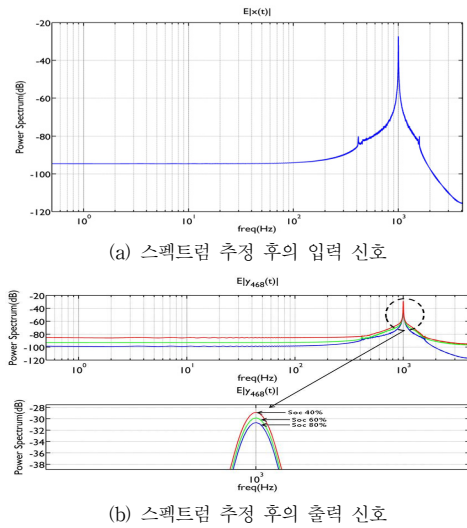 E|x(t)|
-20
-40
-60
-80
-100
-120
Power Spectrum(dB)
10^0
10^1
10^2
10^3
freq(Hz)
(a) 스펙트럼 추정 후의 입력 신호
E|y_468(t)|
-20
-40
-60
-80
-100
-120
Power Spectrum(dB)
10^0
10^1
10^2
10^3
freq(Hz)
E|y_468(t)|
-28
-30
-32
-34
-36
-38
Power Spectrum(dB)
Soc 40%
Soc 60%
Soc 80%
10^3
freq(Hz)
(b) 스펙트럼 추정 후의 출력 신호